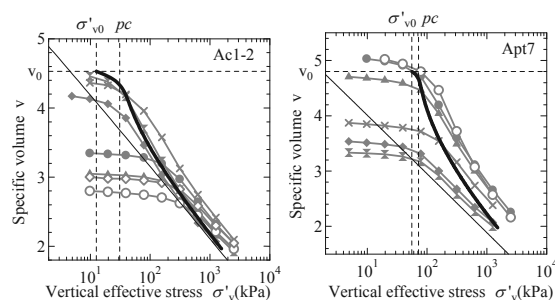 σ'v0 pc
Ac1-2
5
v0
4
3
2
Specific volume v
10¹ 10² 10³ 10⁴
Vertical effective stress σ'v(kPa)
σ'v0 pc
Apt7
5
v0
4
3
2
Specific volume v
10¹ 10² 10³ 10⁴
Vertical effective stress σ'v(kPa)